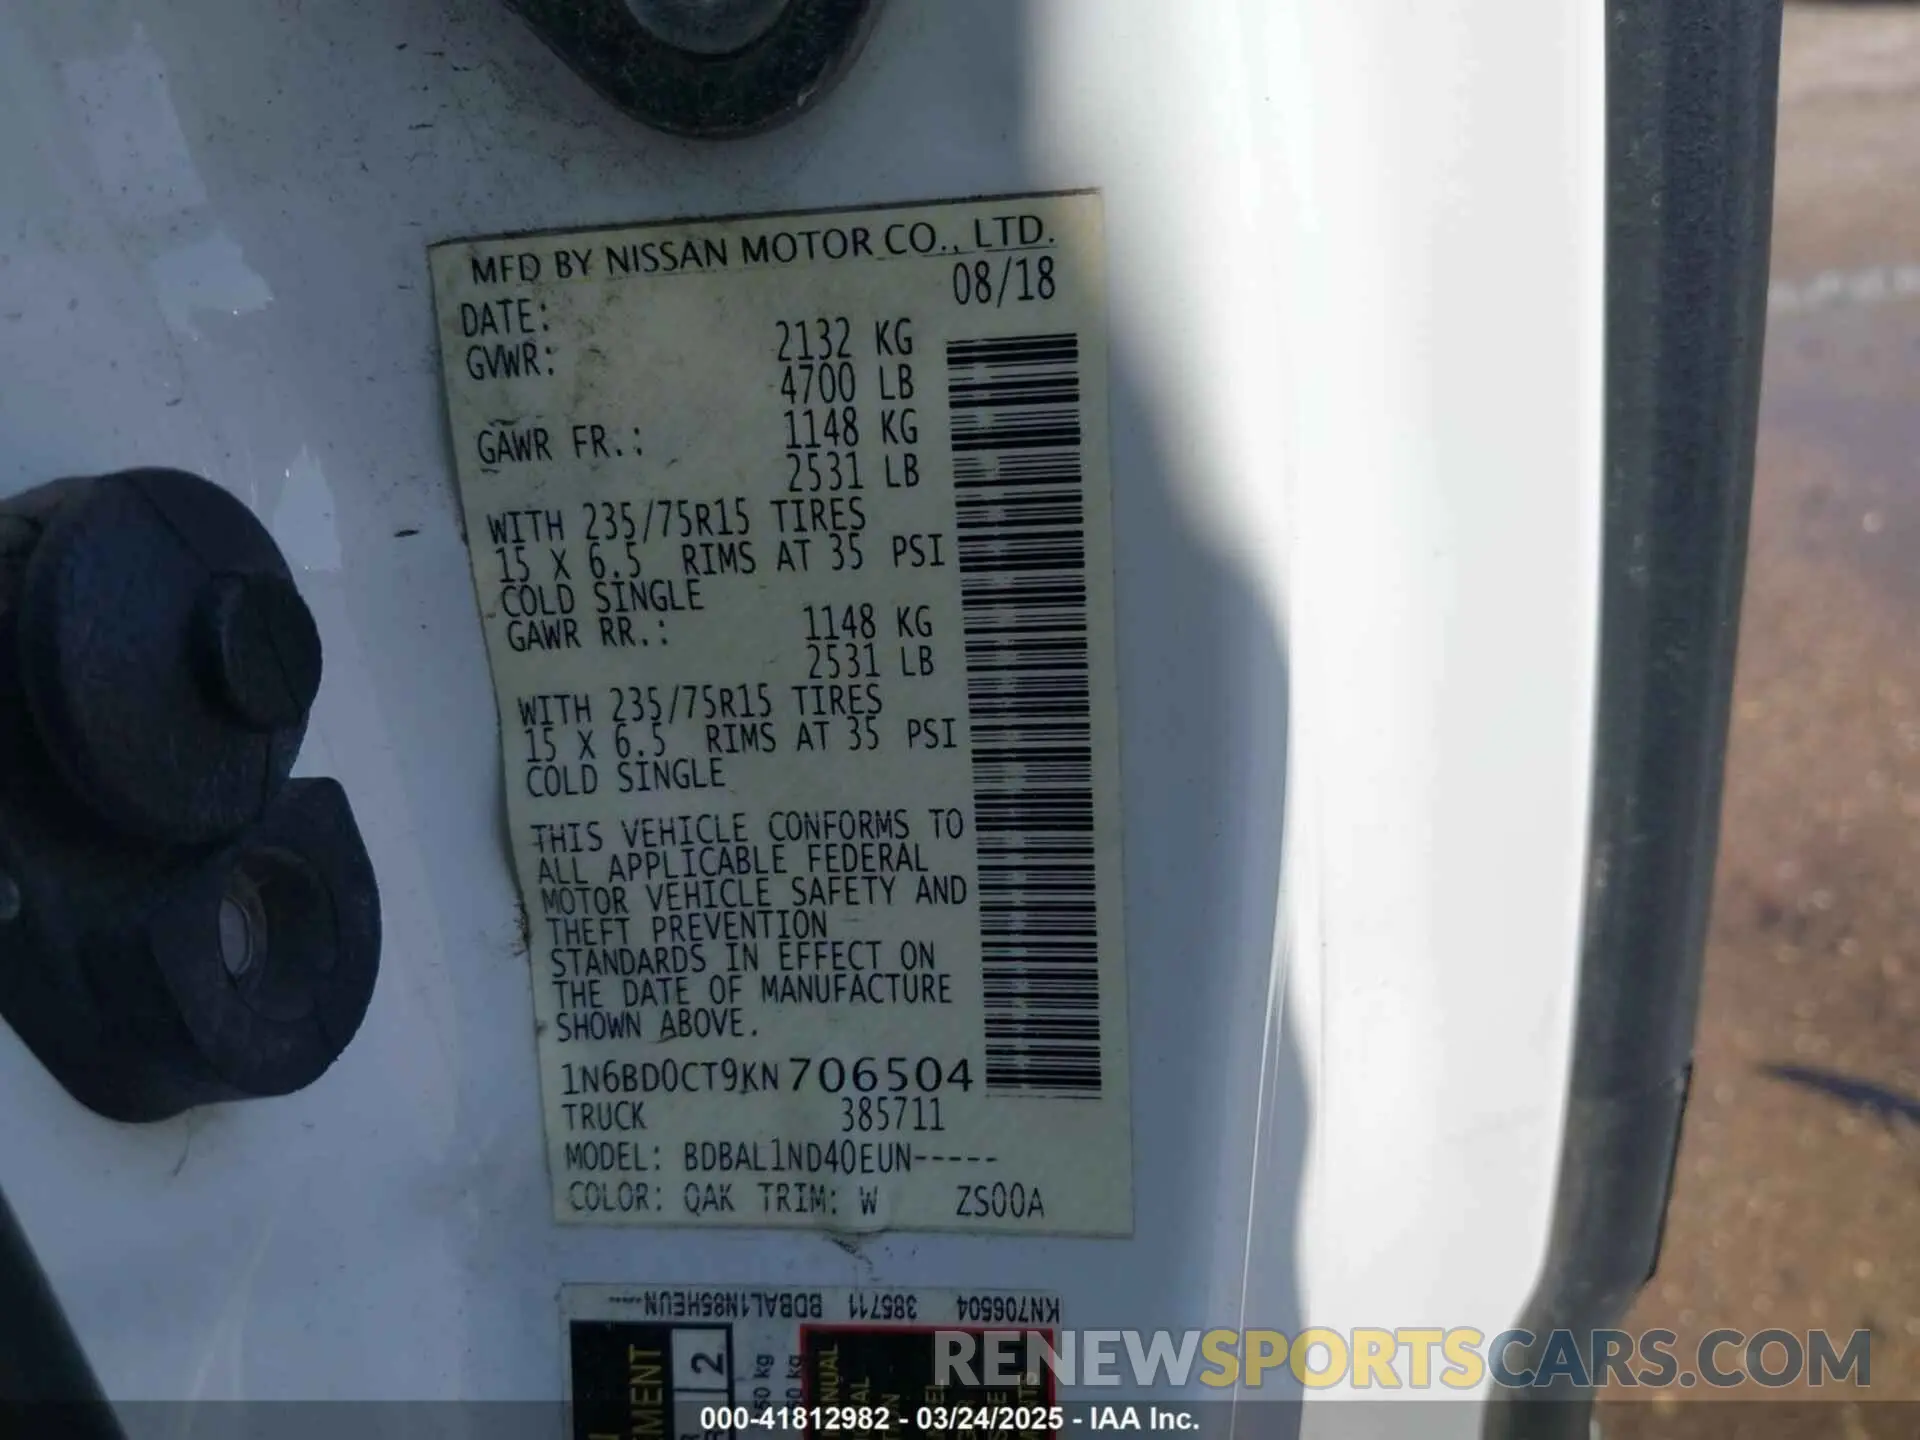 MFD BY NISSAN MOTOR CO., LTD.
DATE: 08/18
GVWR: 2132 KG
4700 LB
GAWR FR.: 1148 KG
2531 LB
WITH 235/75R15 TIRES
15 X 6.5 RIMS AT 35 PSI
COLD SINGLE
GAWR RR.: 1148 KG
2531 LB
WITH 235/75R15 TIRES
15 X 6.5 RIMS AT 35 PSI
COLD SINGLE
THIS VEHICLE CONFORMS TO
ALL APPLICABLE FEDERAL
MOTOR VEHICLE SAFETY AND
THEFT PREVENTION
STANDARDS IN EFFECT ON
THE DATE OF MANUFACTURE
SHOWN ABOVE.
1N6BD0CT9KN706504
TRUCK 385711
MODEL: BDBAL1ND40EUN-----
COLOR: QAK TRIM: W ZS00A
KN706504 385711 BDBAL1N85HEUN-----
2
50 kg
RENEWSPORTSCARS.COM
000-41812982 - 03/24/2025 - IAA Inc.